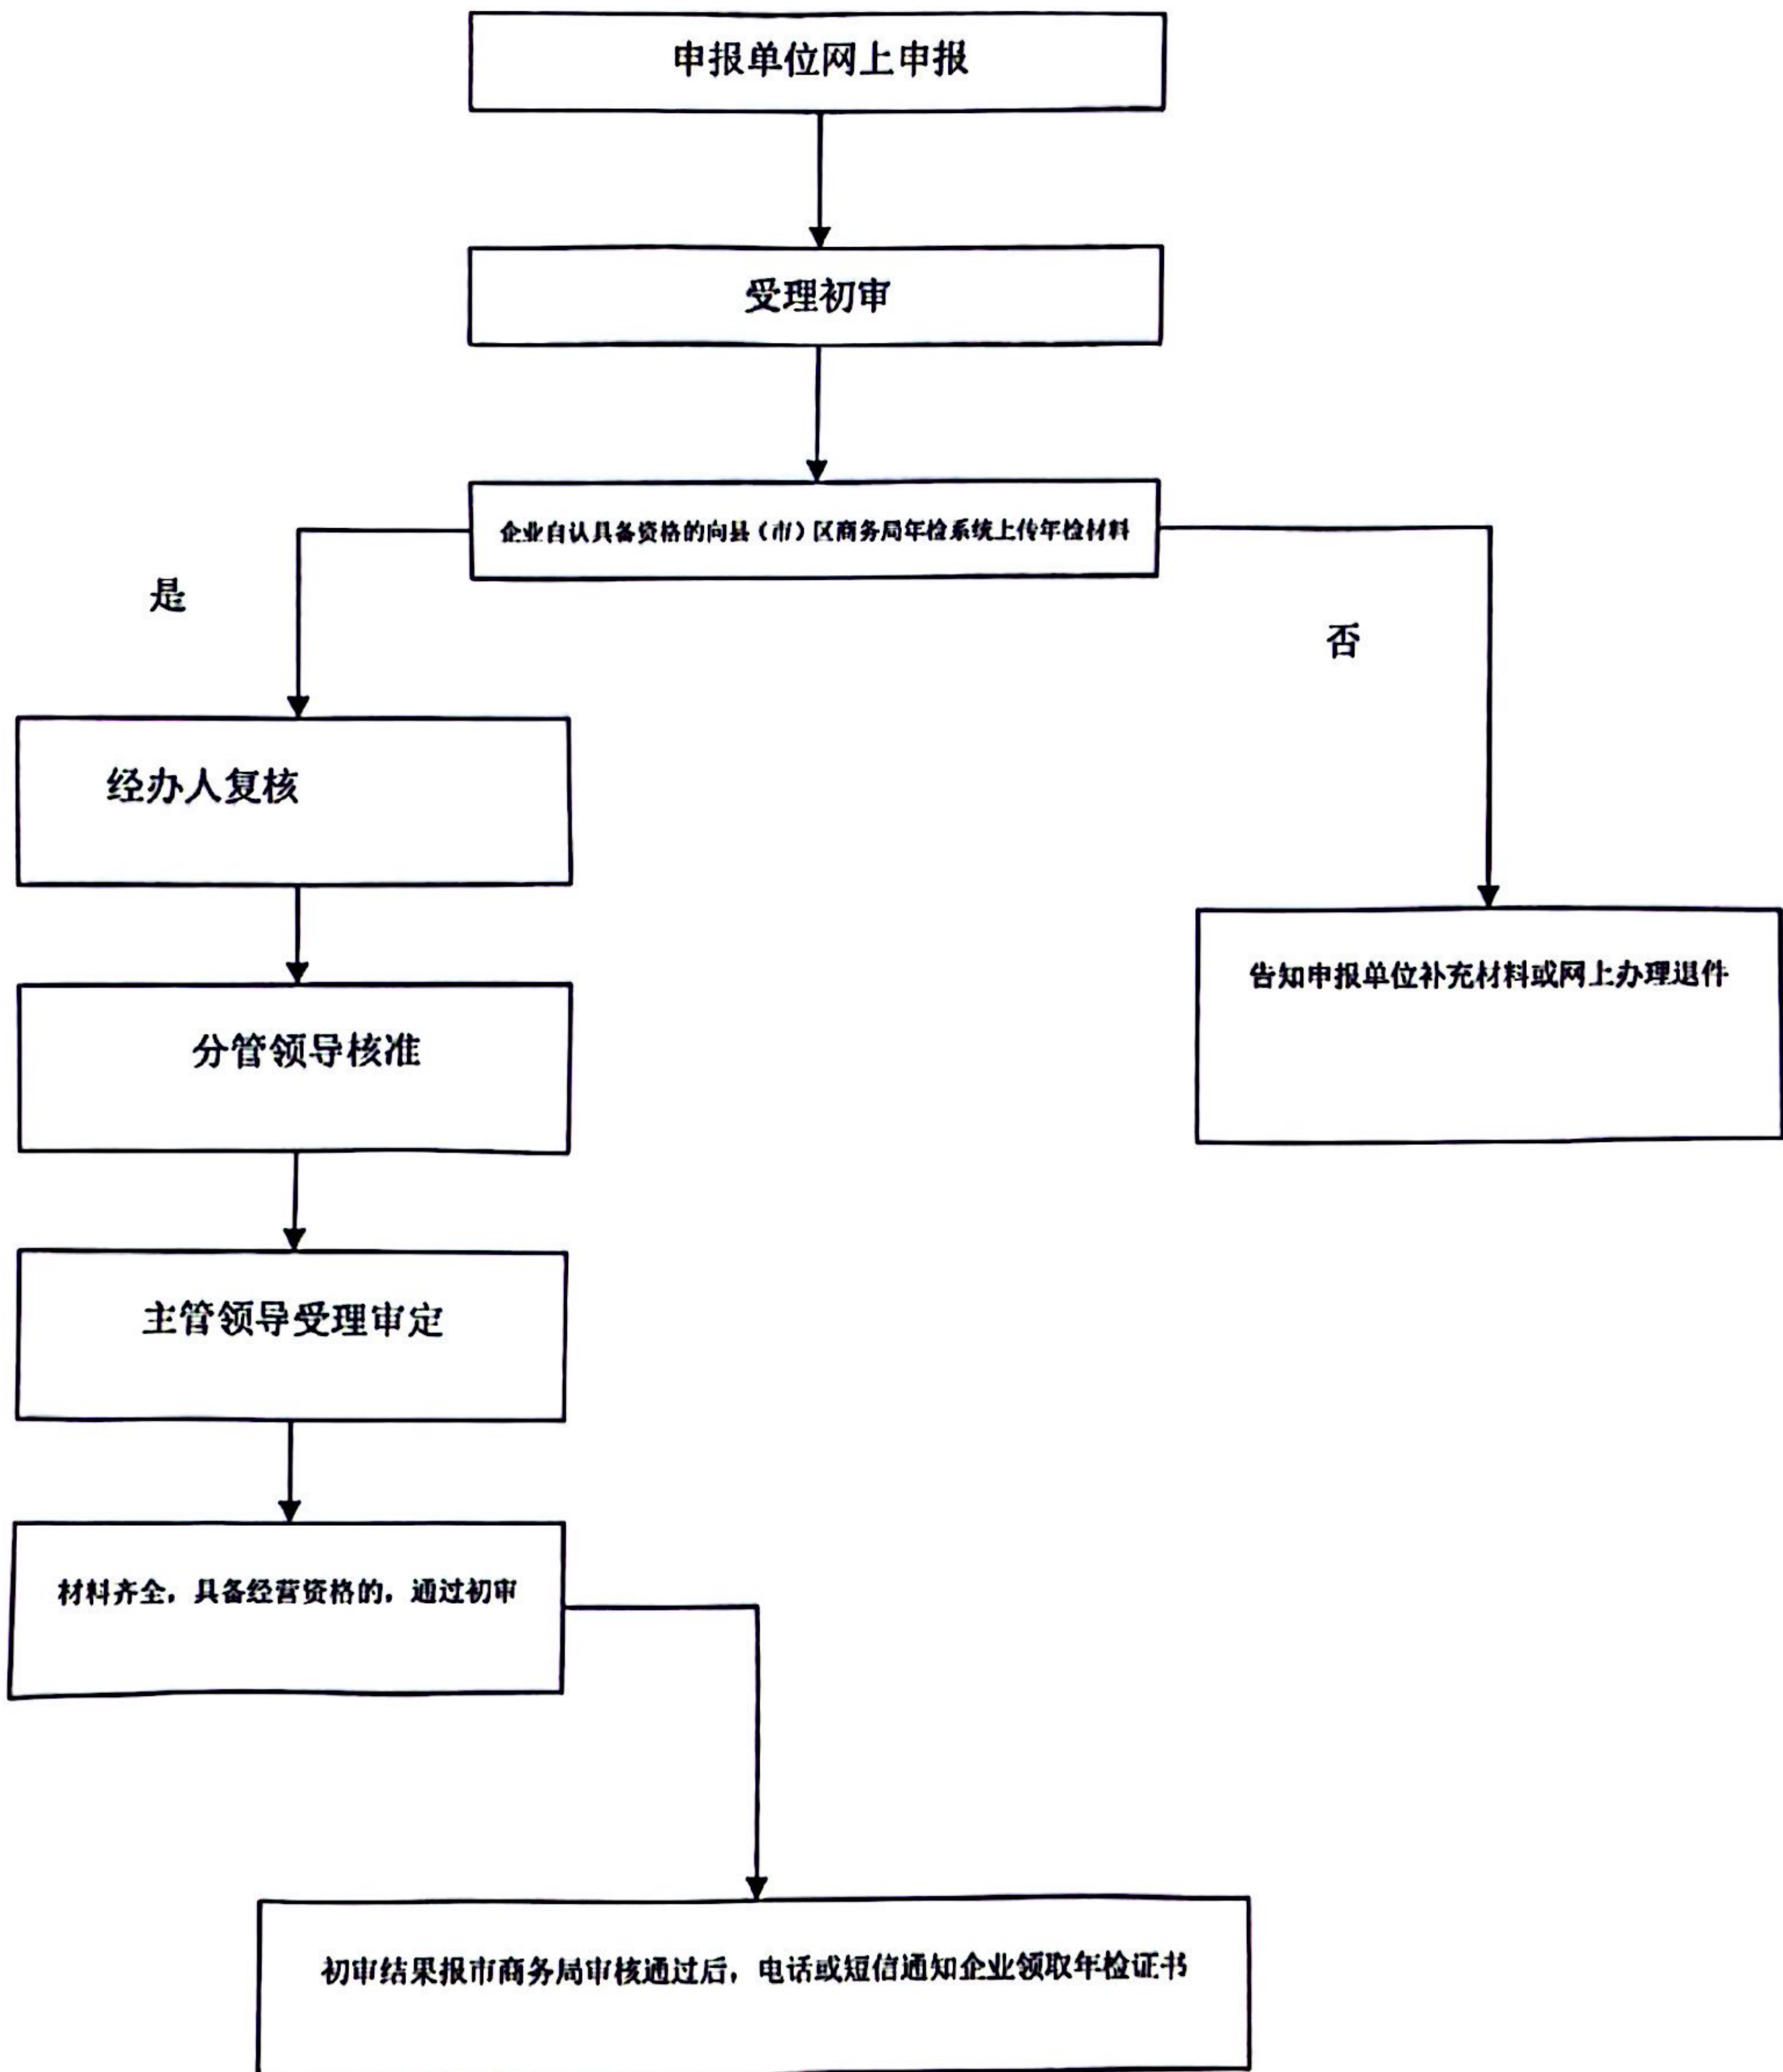 申报单位网上申报
受理初审
企业自认具备资格的向县（市）区商务局年检系统上传年检材料
是
否
经办人复核
告知申报单位补充材料或网上办理退件
分管领导核准
主管领导受理审定
材料齐全，具备经营资格的，通过初审
初审结果报市商务局审核通过后，电话或短信通知企业领取年检证书